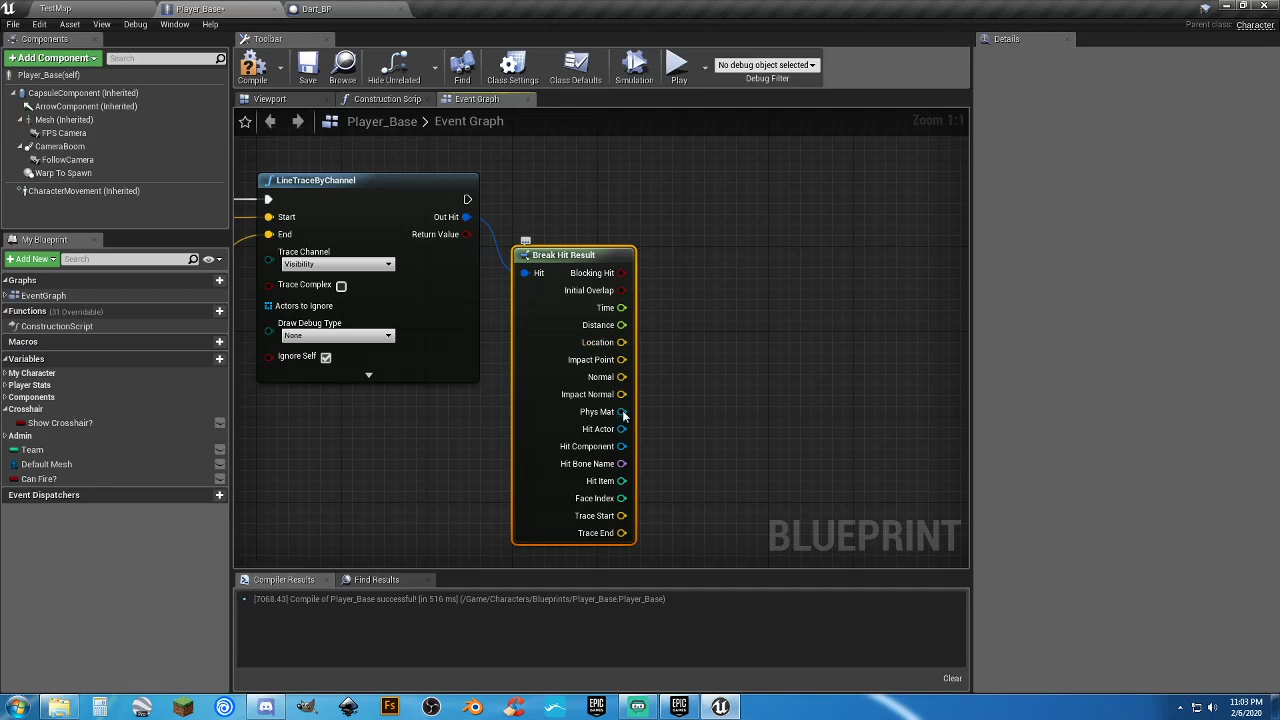 TestMap
Player_Base*
Dart_BP
File
Edit
Asset
View
Debug
Window
Help
Parent class: Character
Components
+ Add Component
Search
Player_Base(self)
CapsuleComponent (Inherited)
ArrowComponent (Inherited)
Mesh (Inherited)
FPS Camera
CameraBoom
FollowCamera
Warp To Spawn
CharacterMovement (Inherited)
My Blueprint
+ Add New
Search
Graphs
EventGraph
Functions (31 Overridable)
ConstructionScript
Macros
Variables
My Character
Player Stats
Components
Crosshair
Show Crosshair?
Admin
Team
Default Mesh
Can Fire?
Event Dispatchers
Toolbar
Compile
Save
Browse
Hide Unrelated
Find
Class Settings
Class Defaults
Simulation
Play
No debug object selected
Debug Filter
Viewport
Construction Scrip
Event Graph
Player_Base > Event Graph
Zoom 1:1
LineTraceByChannel
Start
Out Hit
End
Return Value
Trace Channel
Visibility
Trace Complex
Actors to Ignore
Draw Debug Type
None
Ignore Self
Break Hit Result
Hit
Blocking Hit
Initial Overlap
Time
Distance
Location
Impact Point
Normal
Impact Normal
Phys Mat
Hit Actor
Hit Component
Hit Bone Name
Hit Item
Face Index
Trace Start
Trace End
BLUEPRINT
Compiler Results
Find Results
[7068.43] Compile of Player_Base successful! [in 516 ms] (/Game/Characters/Blueprints/Player_Base.Player_Base)
Clear
Details
Pro
Fs
EPIC GAMES
EPIC GAMES
11:03 PM
2/6/2020